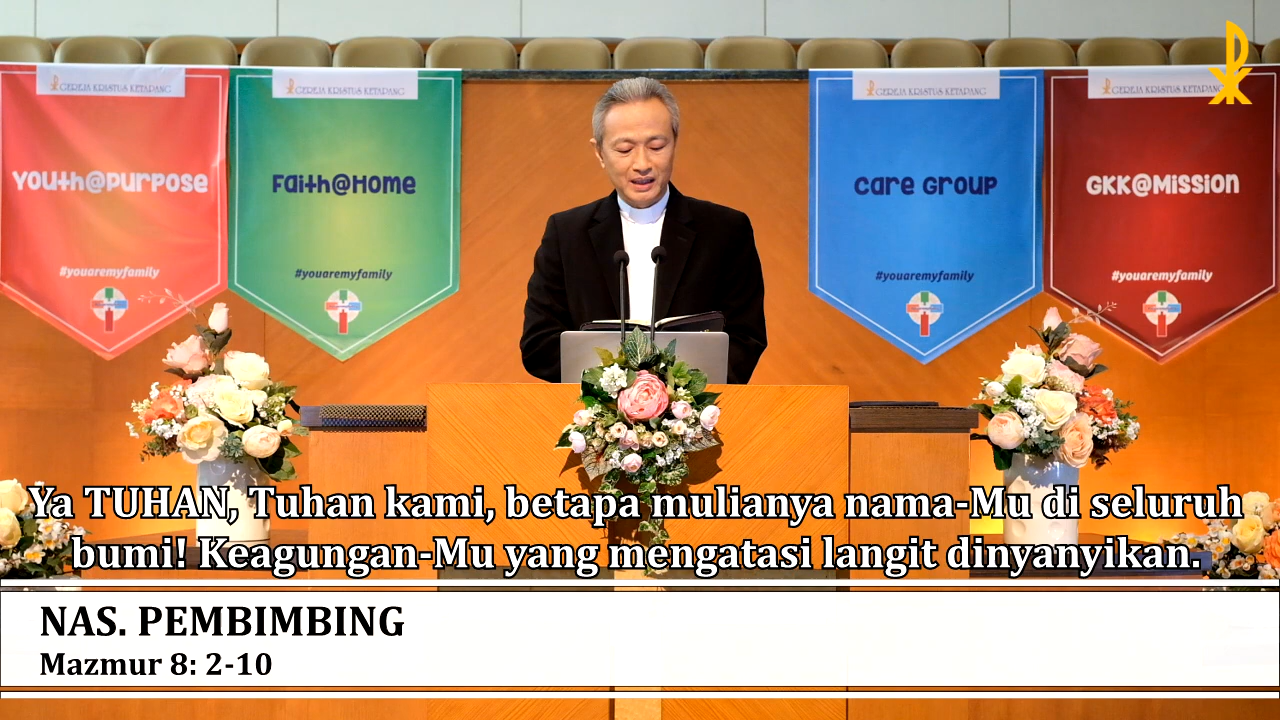 GEREJA KRISTUS KETAPANG
GEREJA KRISTUS KETAPANG
GEREJA KRISTUS KETAPANG
GEREJA KRISTUS KETAPANG
Youth@Purpose
Faith@Home
Care Group
GKK@Mission
#youaremyfamily
#youaremyfamily
#youaremyfamily
#youaremyfamily
Ya TUHAN, Tuhan kami, betapa mulianya nama-Mu di seluruh
bumi! Keagungan-Mu yang mengatasi langit dinyanyikan.
NAS. PEMBIMBING
Mazmur 8: 2-10